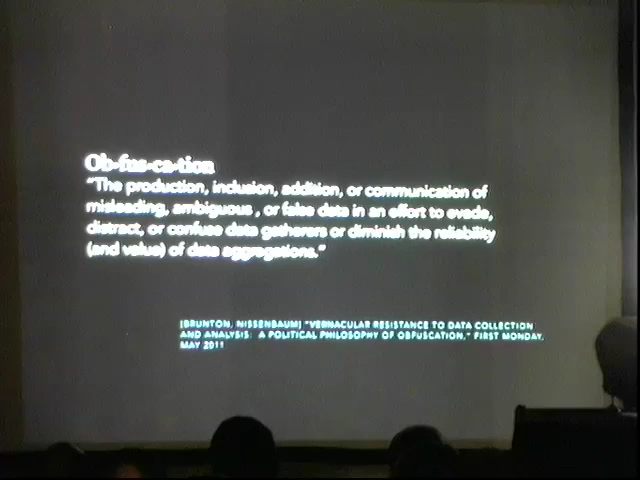 Ob·fus·ca·tion
"The production, inclusion, addition, or communication of
misleading, ambiguous , or false data in an effort to evade,
distract, or confuse data gatherers or diminish the reliability
(and value) of data aggregations."
[BRUNTON, NISSENBAUM] "VERNACULAR RESISTANCE TO DATA COLLECTION
AND ANALYSIS: A POLITICAL PHILOSOPHY OF OBFUSCATION," FIRST MONDAY,
MAY 2011